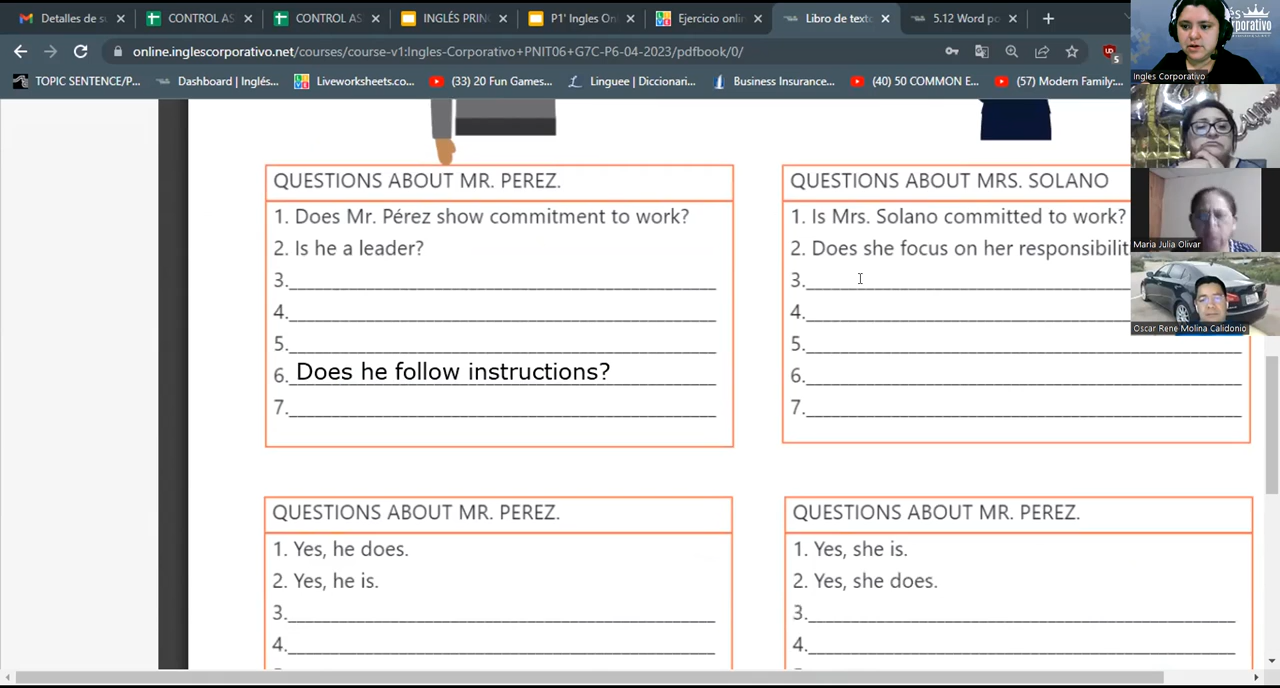 Detalles de su
CONTROL AS
CONTROL AS
INGLÉS PRIN
P1' Ingles On
Ejercicio onli
Libro de texto
5.12 Word po
online.inglescorporativo.net/courses/course-v1:Ingles-Corporativo+PNIT06+G7C-P6-04-2023/pdfbook/0/
5
TOPIC SENTENCE/P...
Dashboard | Inglés...
Liveworksheets.co...
(33) 20 Fun Games...
Linguee | Diccionari...
Business Insurance...
(40) 50 COMMON E...
(57) Modern Family:...
Ingles Corporativo
Maria Julia Olivar
Oscar Rene Molina Calidonio
QUESTIONS ABOUT MR. PEREZ.
1. Does Mr. Pérez show commitment to work?
2. Is he a leader?
3.
4.
5.
6. Does he follow instructions?
7.
QUESTIONS ABOUT MRS. SOLANO
1. Is Mrs. Solano committed to work?
2. Does she focus on her responsibilit
3.
4.
5.
6.
7.
QUESTIONS ABOUT MR. PEREZ.
1. Yes, he does.
2. Yes, he is.
3.
4.
QUESTIONS ABOUT MR. PEREZ.
1. Yes, she is.
2. Yes, she does.
3.
4.